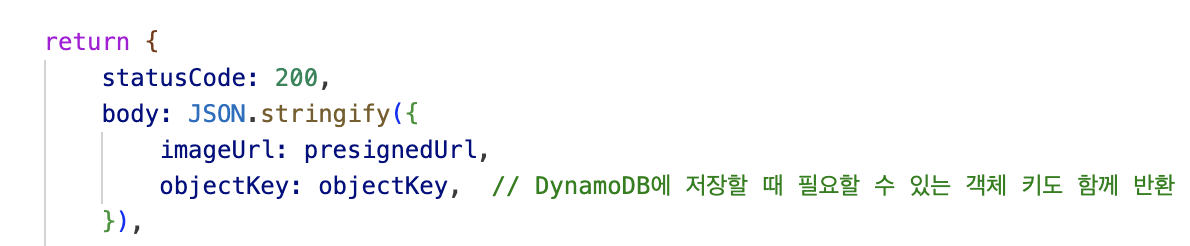 return {
    statusCode: 200,
    body: JSON.stringify({
        imageUrl: presignedUrl,
        objectKey: objectKey,  // DynamoDB에 저장할 때 필요할 수 있는 객체 키도 함께 반환
    }),